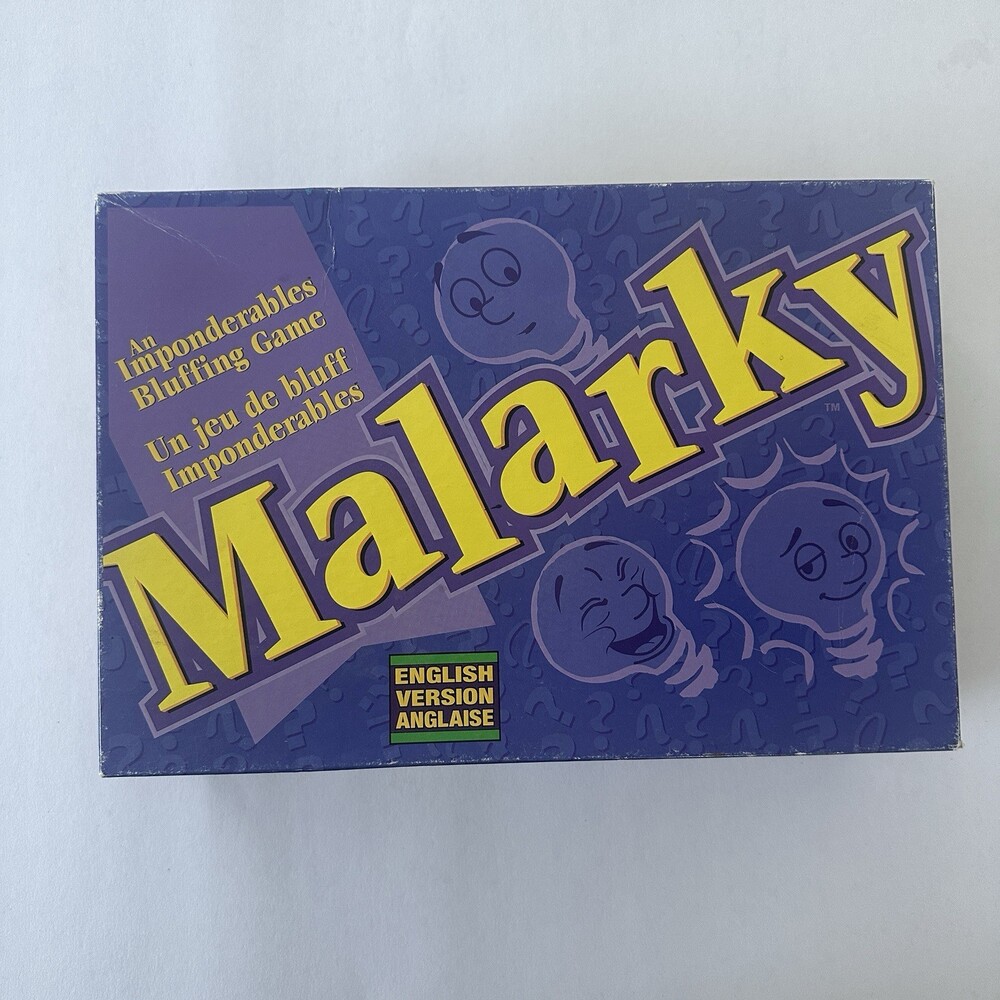 An
Imponderables
Bluffing Game
Un jeu de bluff
Imponderables
Malarky
TM
ENGLISH
VERSION
ANGLAISE